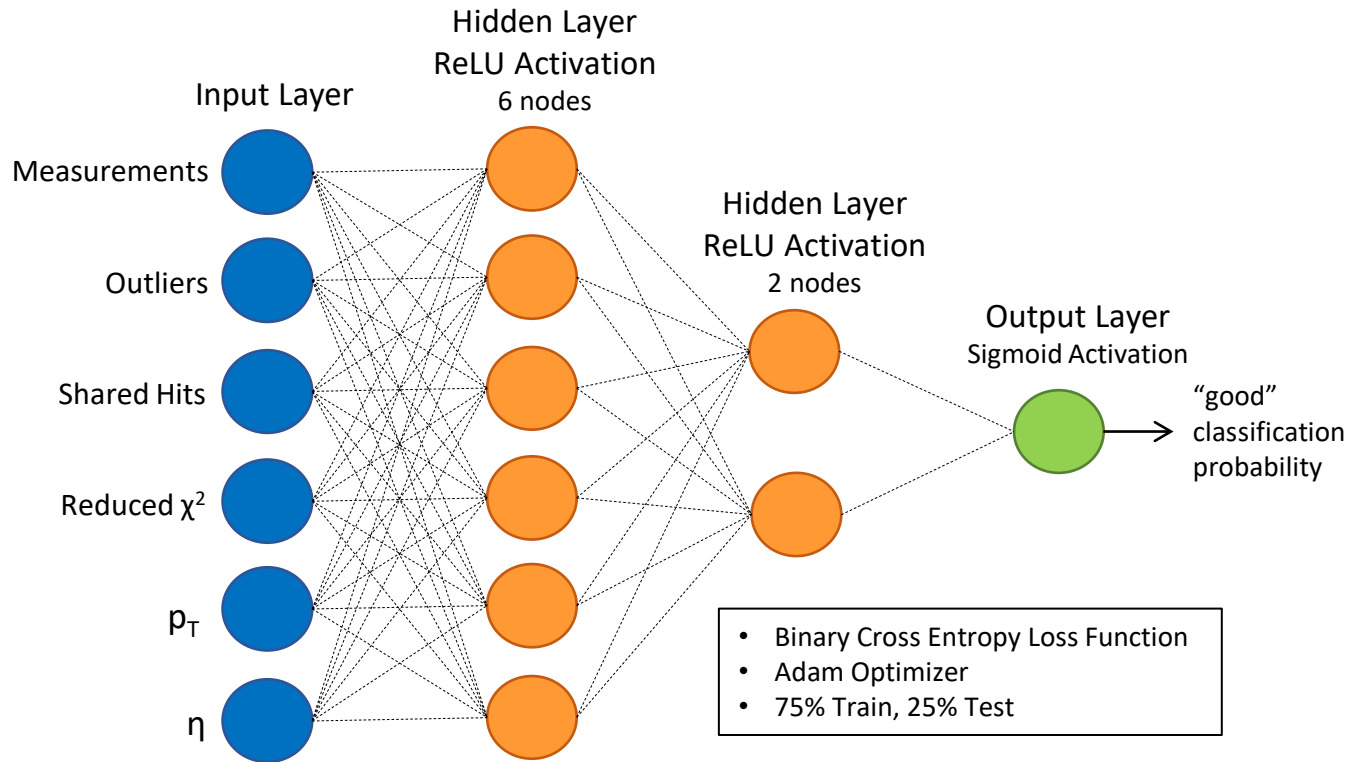 Hidden Layer
ReLU Activation
6 nodes
Input Layer
Measurements
Outliers
Shared Hits
Reduced χ²
p_T
η
Hidden Layer
ReLU Activation
2 nodes
Output Layer
Sigmoid Activation
“good”
classification
probability
• Binary Cross Entropy Loss Function
• Adam Optimizer
• 75% Train, 25% Test